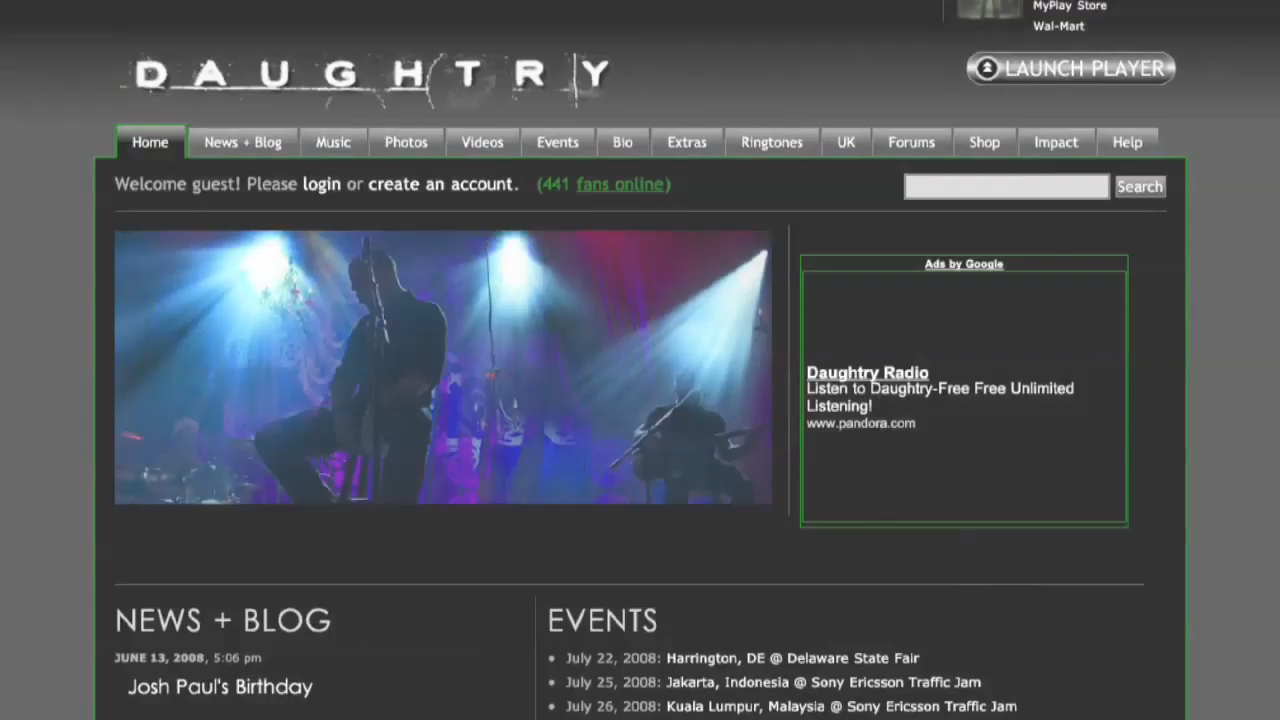 MyPlay Store
Wal-Mart
DAUGHTRY
LAUNCH PLAYER
Home News + Blog Music Photos Videos Events Bio Extras Ringtones UK Forums Shop Impact Help
Welcome guest! Please login or create an account. (441 fans online)
Search
Ads by Google
Daughtry Radio
Listen to Daughtry-Free Free Unlimited
Listening!
www.pandora.com
NEWS + BLOG
JUNE 13, 2008, 5:06 pm
Josh Paul's Birthday
EVENTS
• July 22, 2008: Harrington, DE @ Delaware State Fair
• July 25, 2008: Jakarta, Indonesia @ Sony Ericsson Traffic Jam
• July 26, 2008: Kuala Lumpur, Malaysia @ Sony Ericsson Traffic Jam